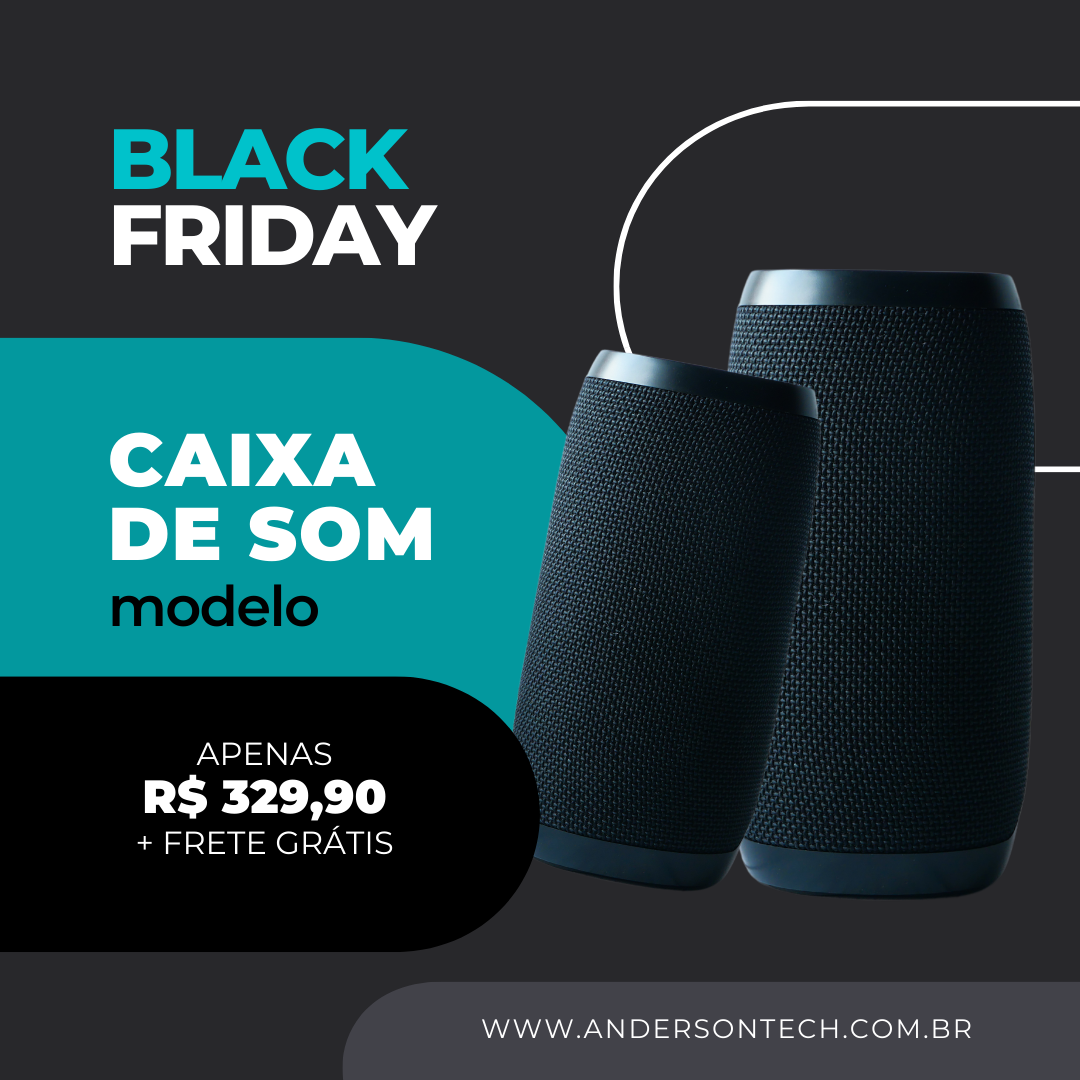 BLACK
FRIDAY
CAIXA
DE SOM
modelo
APENAS
R$ 329,90
+ FRETE GRÁTIS
WWW.ANDERSONTECH.COM.BR